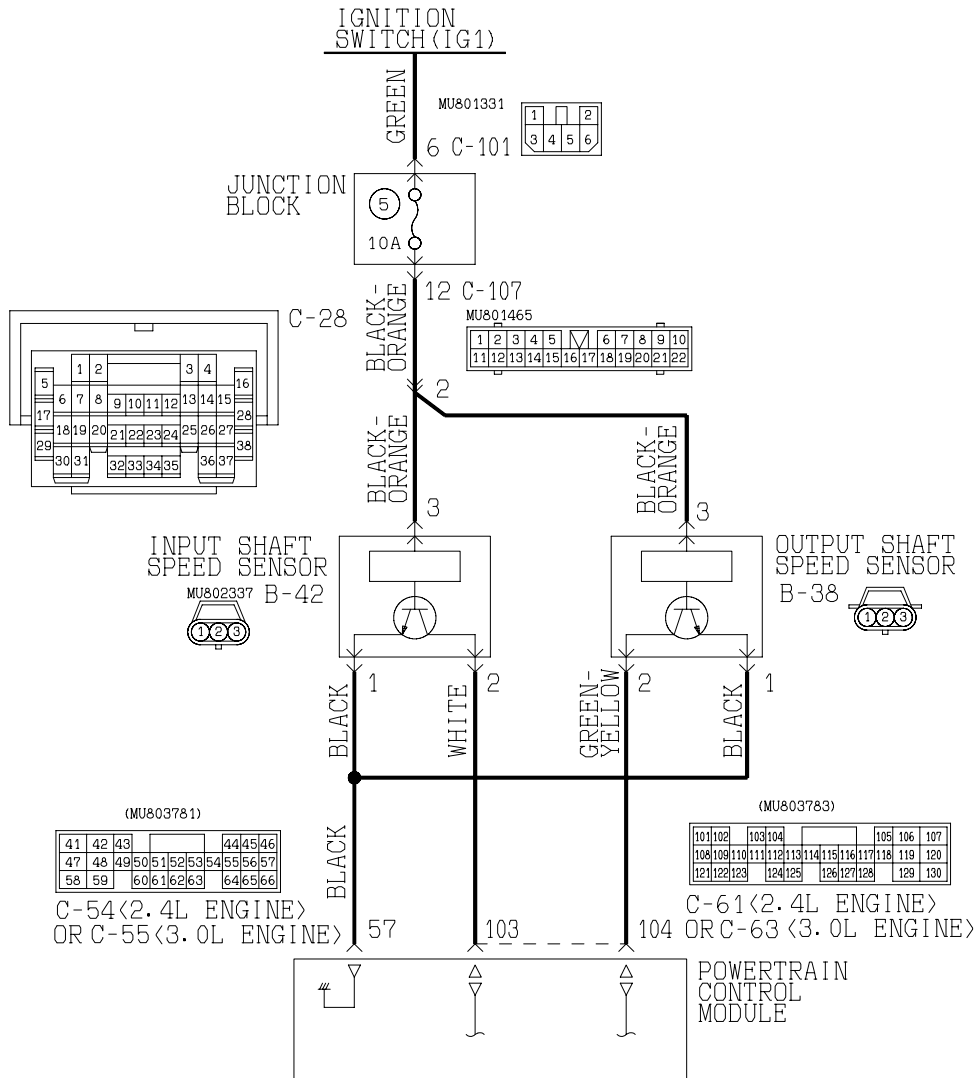 IGNITION
SWITCH(IG1)
GREEN
MU801331
1 2
3 4 5 6
6 C-101
JUNCTION
BLOCK
5
10A
12 C-107
BLACK-
ORANGE
MU801465
1 2 3 4 5 6 7 8 9 10
11 12 13 14 15 16 17 18 19 20 21 22
C-28
1 2 3 4
5 16
6 7 8 9 10 11 12 13 14 15
17 28
18 19 20 21 22 23 24 25 26 27
29 38
30 31 32 33 34 35 36 37
2
BLACK-
ORANGE
BLACK-
ORANGE
3
3
INPUT SHAFT
SPEED SENSOR
MU802337 B-42
1 2 3
OUTPUT SHAFT
SPEED SENSOR
B-38
1 2 3
1
2
2
1
BLACK
WHITE
GREEN-
YELLOW
BLACK
(MU803781)
41 42 43 44 45 46
47 48 49 50 51 52 53 54 55 56 57
58 59 60 61 62 63 64 65 66
C-54<2.4L ENGINE>
OR C-55<3.0L ENGINE>
BLACK
(MU803783)
101 102 103 104 105 106 107
108 109 110 111 112 113 114 115 116 117 118 119 120
121 122 123 124 125 126 127 128 129 130
C-61<2.4L ENGINE>
OR C-63<3.0L ENGINE>
57
103
104
POWERTRAIN
CONTROL
MODULE